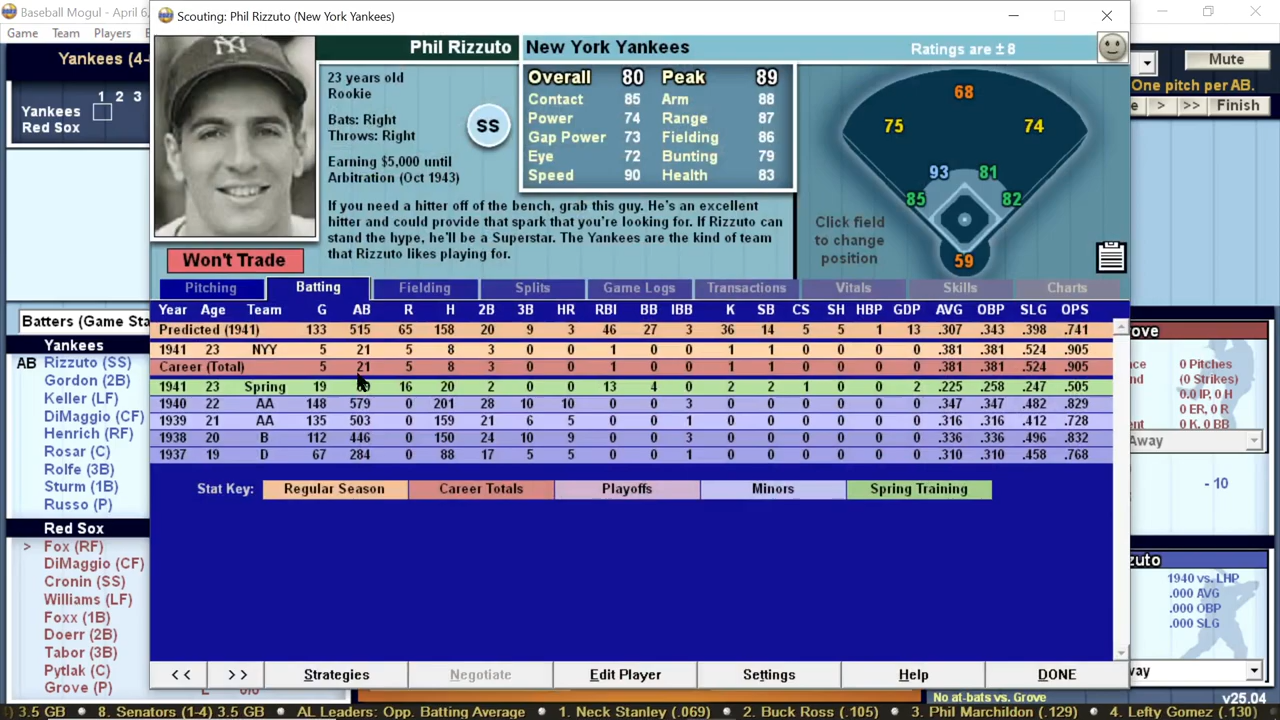 Baseball Mogul - April 6,
Scouting: Phil Rizzuto (New York Yankees)
Game Team Players
Yankees (4-
1 2 3
Yankees
Red Sox
Mute
One pitch per AB.
e > >> Finish
Phil Rizzuto
23 years old
Rookie
Bats: Right
Throws: Right
Earning $5,000 until
Arbitration (Oct 1943)
SS
New York Yankees
Ratings are ± 8
Overall 80 Peak 89
Contact 85 Arm 88
Power 74 Range 87
Gap Power 73 Fielding 86
Eye 72 Bunting 79
Speed 90 Health 83
68
75 74
93 81
85 82
59
Click field
to change
position
If you need a hitter off of the bench, grab this guy. He's an excellent
hitter and could provide that spark that you're looking for. If Rizzuto can
stand the hype, he'll be a Superstar. The Yankees are the kind of team
that Rizzuto likes playing for.
Won't Trade
Pitching Batting Fielding Splits Game Logs Transactions Vitals Skills Charts
Year Age Team G AB R H 2B 3B HR RBI BB IBB K SB CS SH HBP GDP AVG OBP SLG OPS
Predicted (1941) 133 515 65 158 20 9 3 46 27 3 36 14 5 5 1 13 .307 .343 .398 .741
1941 23 NYY 5 21 5 8 3 0 0 1 0 0 1 1 0 0 0 0 .381 .381 .524 .905
Career (Total) 5 21 5 8 3 0 0 1 0 0 1 1 0 0 0 0 .381 .381 .524 .905
1941 23 Spring 19 16 20 2 0 0 13 4 0 2 2 1 0 0 2 .225 .258 .247 .505
1940 22 AA 148 579 0 201 28 10 10 0 0 3 0 0 0 0 0 0 .347 .347 .482 .829
1939 21 AA 135 503 0 159 21 6 5 0 0 1 0 0 0 0 0 0 .316 .316 .412 .728
1938 20 B 112 446 0 150 24 10 9 0 0 3 0 0 0 0 0 0 .336 .336 .496 .832
1937 19 D 67 284 0 88 17 5 5 0 0 1 0 0 0 0 0 0 .310 .310 .458 .768
Stat Key: Regular Season Career Totals Playoffs Minors Spring Training
<< >> Strategies Negotiate Edit Player Settings Help DONE
Batters (Game Sta
Yankees
AB Rizzuto (SS)
Gordon (2B)
Keller (LF)
DiMaggio (CF)
Henrich (RF)
Rosar (C)
Rolfe (3B)
Sturm (1B)
Russo (P)
Red Sox
> Fox (RF)
DiMaggio (CF)
Cronin (SS)
Williams (LF)
Foxx (1B)
Doerr (2B)
Tabor (3B)
Pytlak (C)
Grove (P)
ove
0 Pitches
(0 Strikes)
0.0 IP, 0 H
0 ER, 0 R
0 K, 0 BB
Away
- 10
zuto
1940 vs. LHP
.000 AVG
.000 OBP
.000 SLG
way
No at-bats vs. Grove
v25.04
) 3.5 GB • 8. Senators (1-4) 3.5 GB • AL Leaders: Opp. Batting Average • 1. Neck Stanley (.069) • 2. Buck Ross (.105) • 3. Phil Marchildon (.129) • 4. Lefty Gomez (.130)